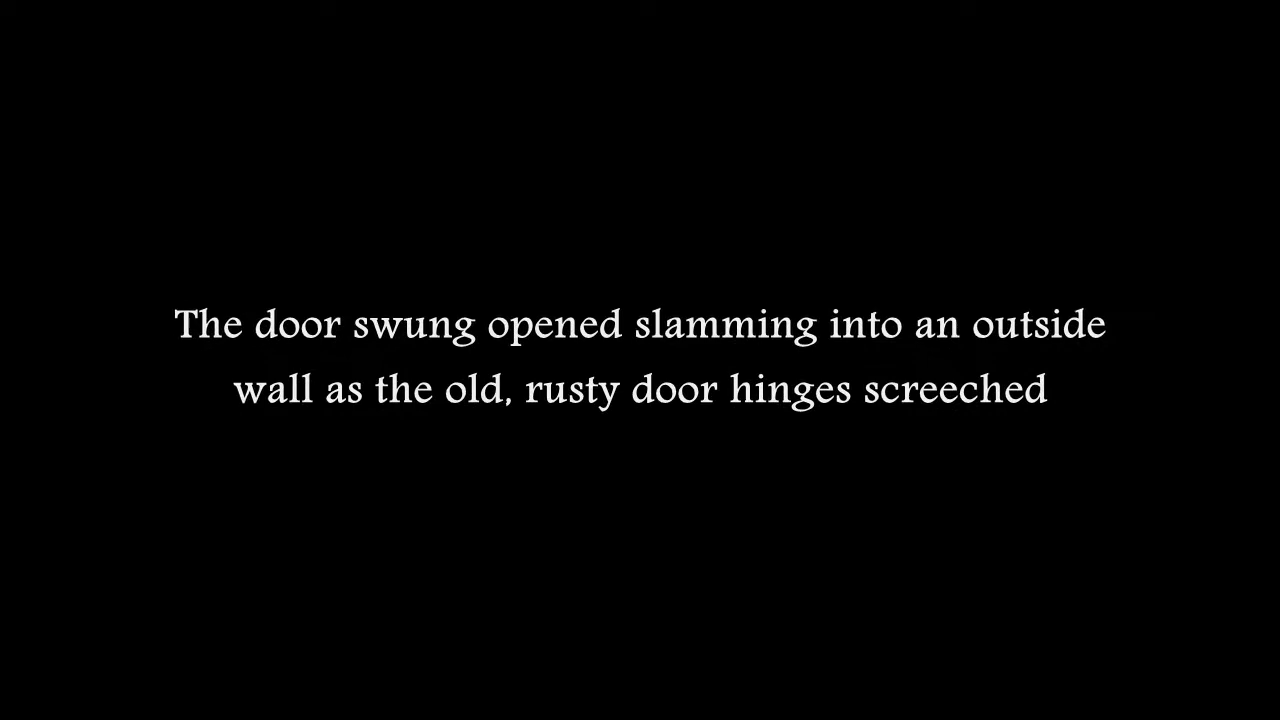 The door swung opened slamming into an outside
wall as the old, rusty door hinges screeched